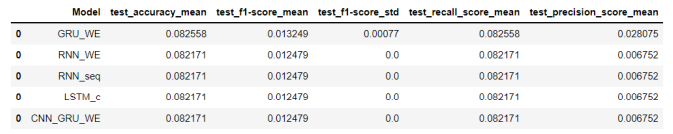 Model test_accuracy_mean test_f1-score_mean test_f1-score_std test_recall_score_mean test_precision_score_mean
0 GRU_WE 0.082558 0.013249 0.00077 0.082558 0.028075
0 RNN_WE 0.082171 0.012479 0.0 0.082171 0.006752
0 RNN_seq 0.082171 0.012479 0.0 0.082171 0.006752
0 LSTM_c 0.082171 0.012479 0.0 0.082171 0.006752
0 CNN_GRU_WE 0.082171 0.012479 0.0 0.082171 0.006752